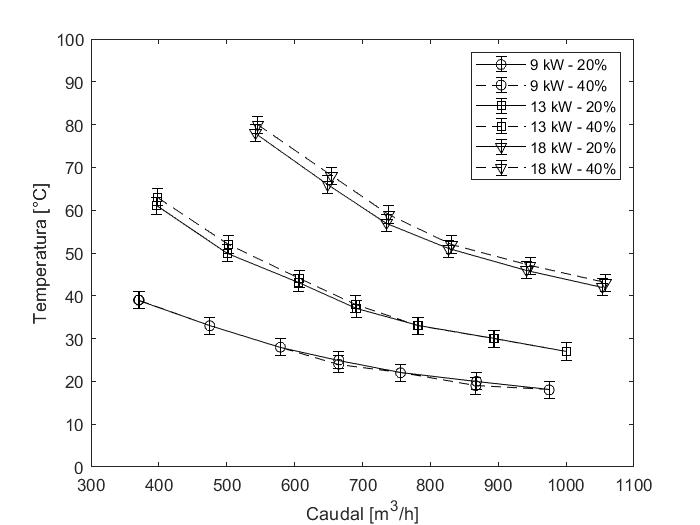 100
90
80
70
60
50
40
30
20
10
0
Temperatura [°C]
9 kW - 20%
9 kW - 40%
13 kW - 20%
13 kW - 40%
18 kW - 20%
18 kW - 40%
300 400 500 600 700 800 900 1000 1100
Caudal [m³/h]